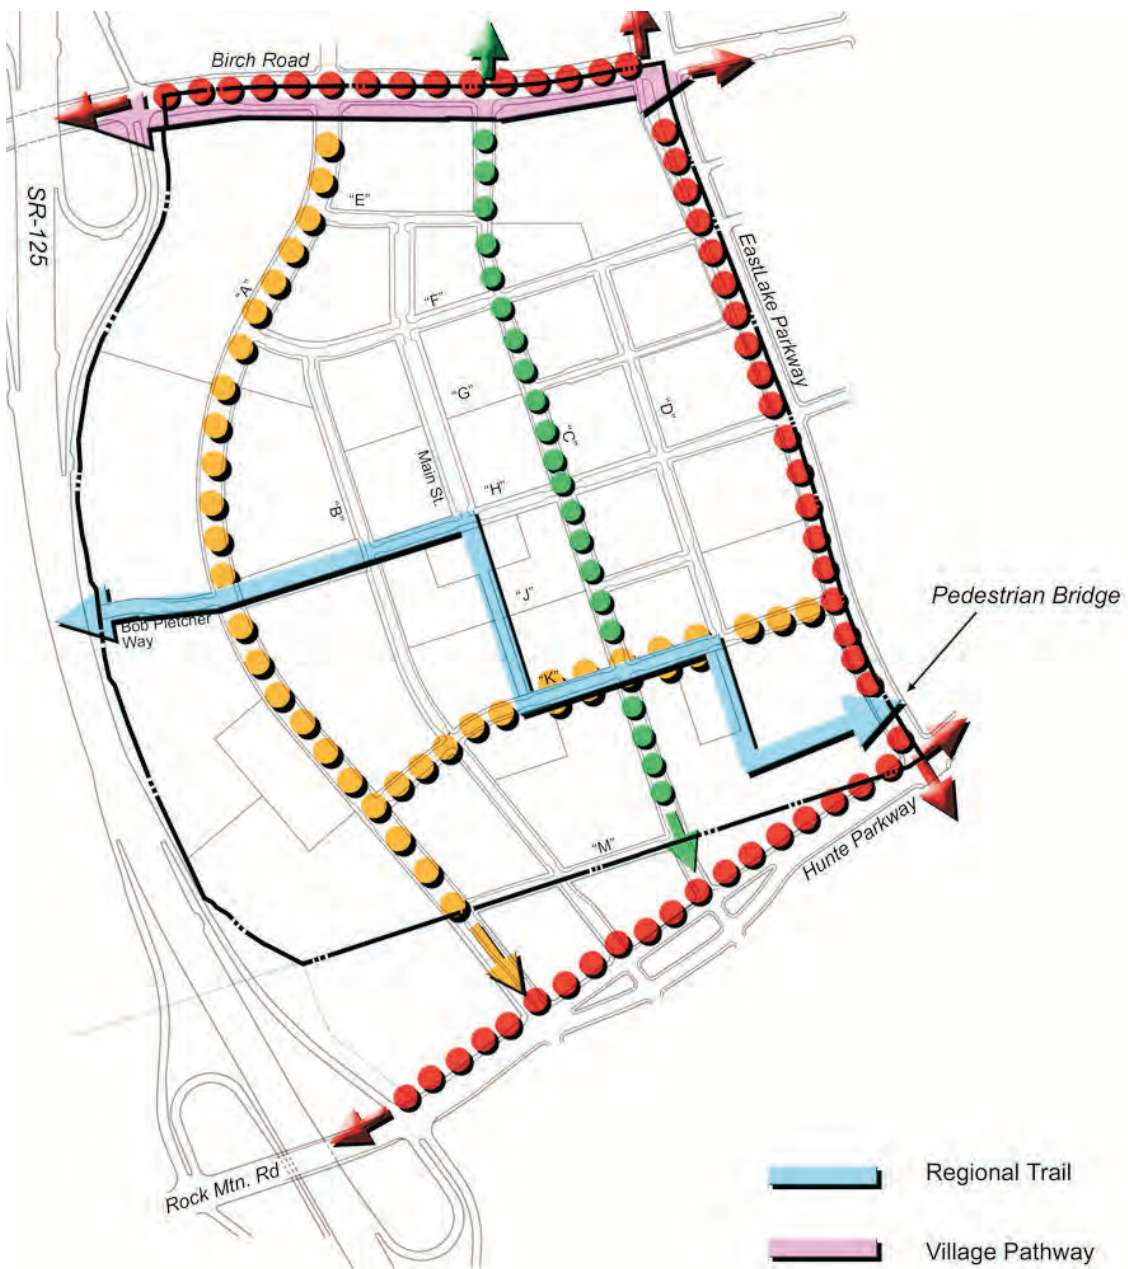 Birch Road
SR-125
"E"
"A"
EastLake Parkway
"F"
"G"
"D"
"C"
Main St.
"H"
"B"
Pedestrian Bridge
"J"
Bob Pletcher
Way
"K"
"M"
Hunte Parkway
Rock Mtn. Rd
Regional Trail
Village Pathway